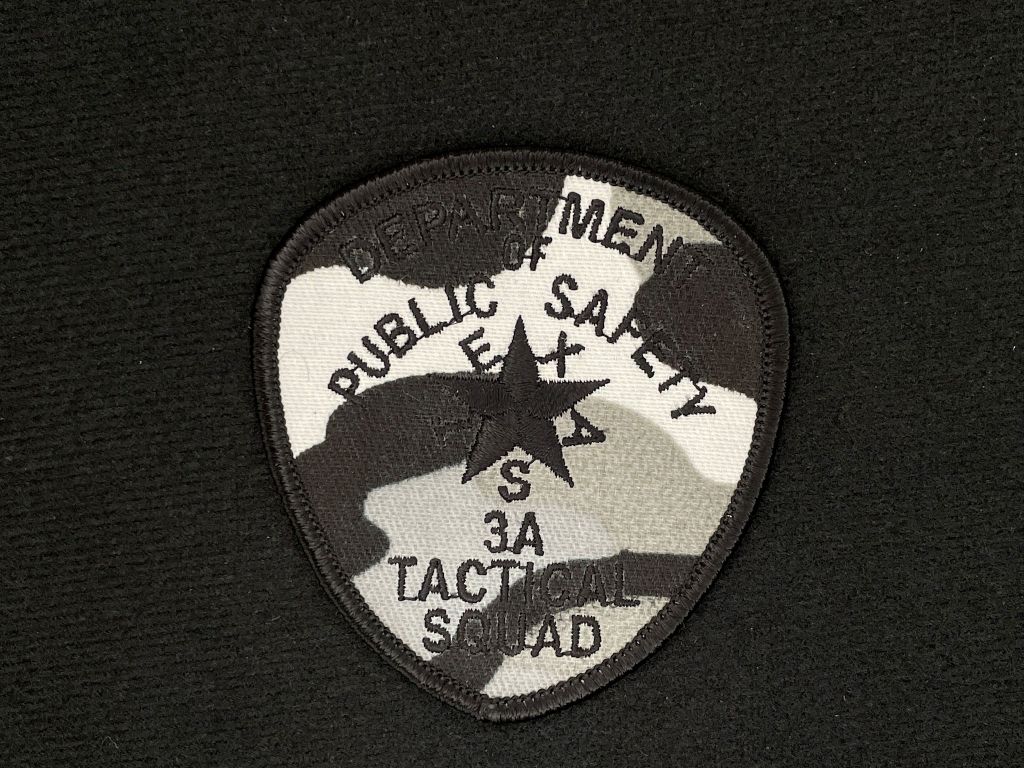 DEPARTMENT
OF
PUBLIC SAFETY
TEXAS
3A
TACTICAL
SQUAD